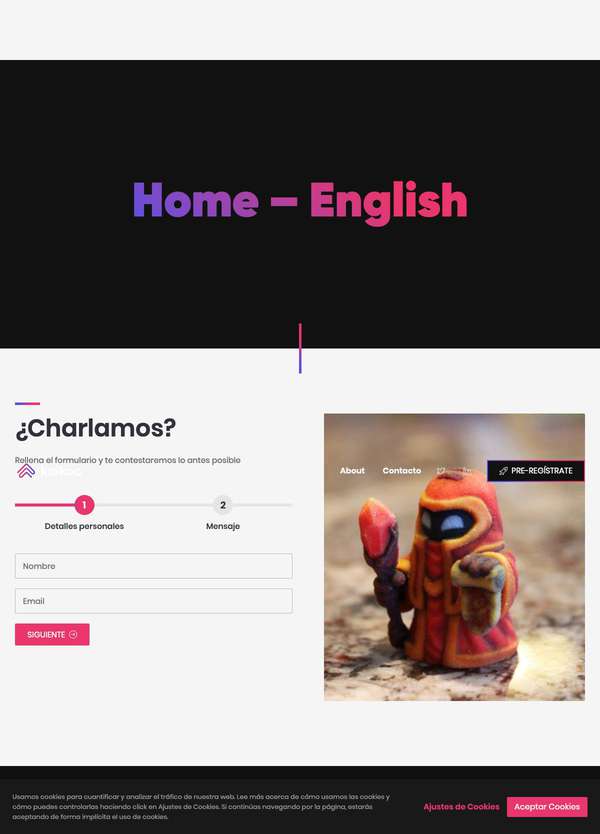 Home – English
¿Charlamos?
Rellena el formulario y te contestaremos lo antes posible
About
Contacto
PRE-REGÍSTRATE
1
2
Detalles personales
Mensaje
Nombre
Email
SIGUIENTE
Usamos cookies para cuantificar y analizar el tráfico de nuestra web. Lee más acerca de cómo usamos las cookies y
cómo puedes controlarlas haciendo click en Ajustes de Cookies. Si continúas navegando por la página, estarás
aceptando de forma implícita el uso de cookies.
Ajustes de Cookies
Aceptar Cookies